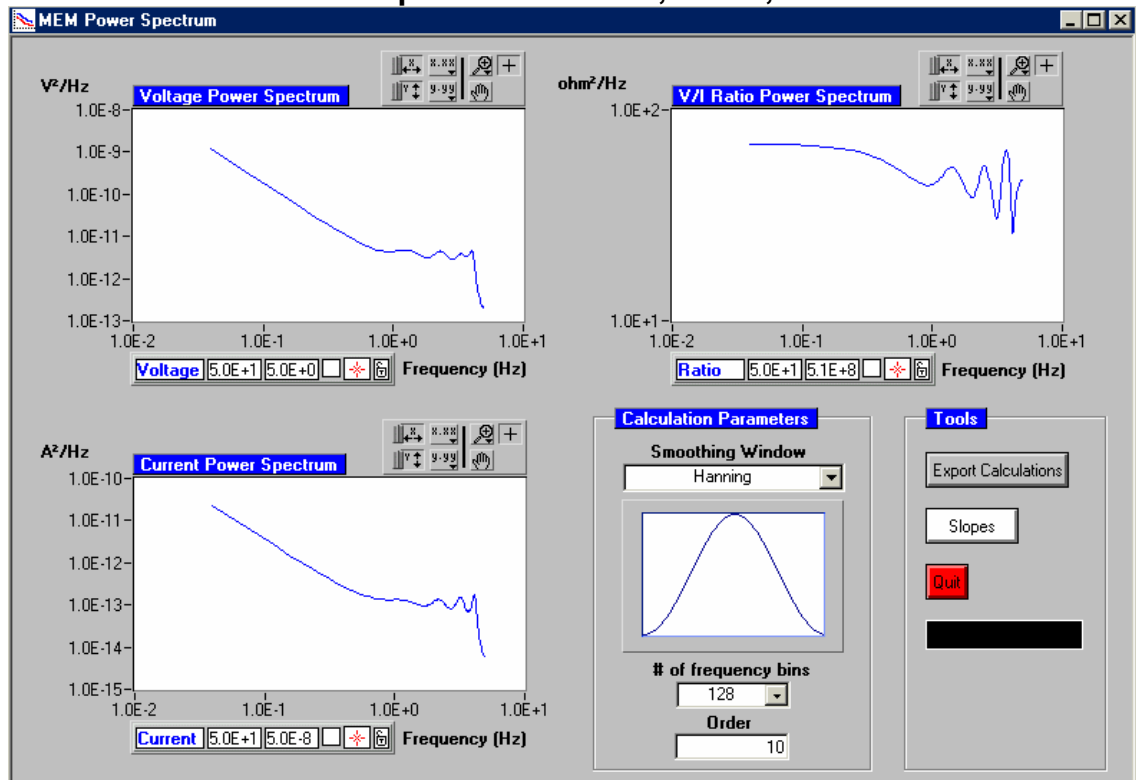 MEM Power Spectrum
V²/Hz
Voltage Power Spectrum
1.0E-8
1.0E-9
1.0E-10
1.0E-11
1.0E-12
1.0E-13
1.0E-2 1.0E-1 1.0E+0 1.0E+1
Voltage 5.0E+1 5.0E+0 Frequency (Hz)
ohm²/Hz
V/I Ratio Power Spectrum
1.0E+2
1.0E+1
1.0E-2 1.0E-1 1.0E+0 1.0E+1
Ratio 5.0E+1 5.1E+8 Frequency (Hz)
A²/Hz
Current Power Spectrum
1.0E-10
1.0E-11
1.0E-12
1.0E-13
1.0E-14
1.0E-15
1.0E-2 1.0E-1 1.0E+0 1.0E+1
Current 5.0E+1 5.0E-8 Frequency (Hz)
Calculation Parameters
Smoothing Window
Hanning
# of frequency bins
128
Order
10
Tools
Export Calculations
Slopes
Quit